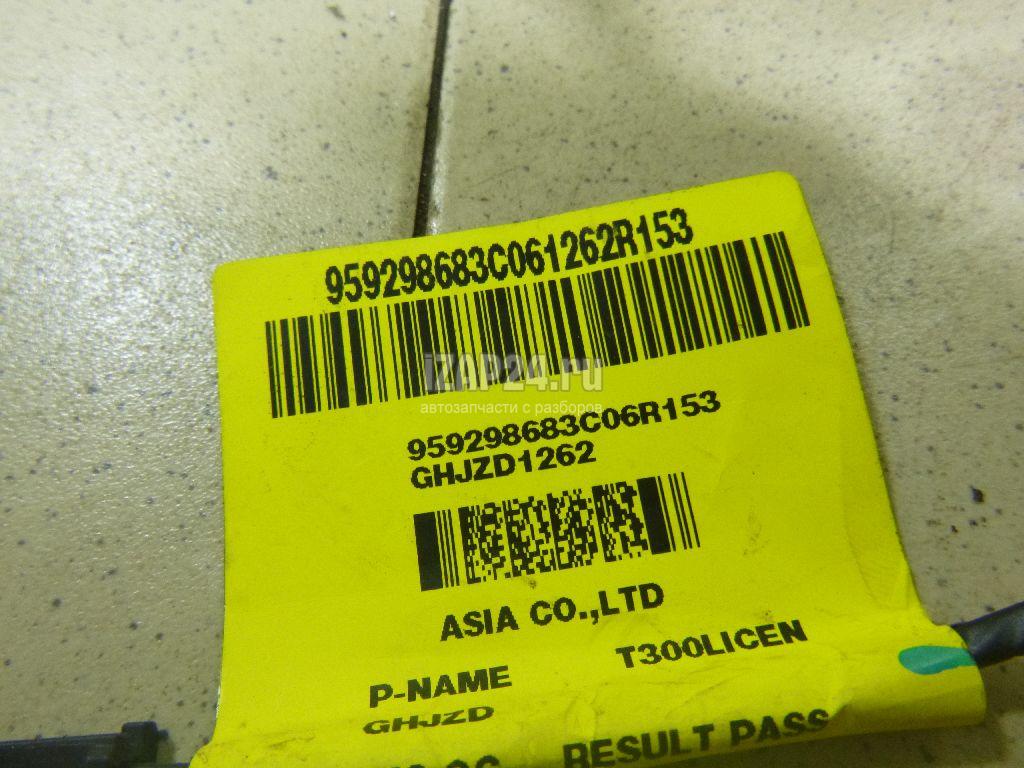 959298683C061262R153
iZAP24.ru
автозапчасти с разборов
959298683C06R153
GHJZD1262
ASIA CO.,LTD
P-NAME T300LICEN
GHJZD
RESULT PASS